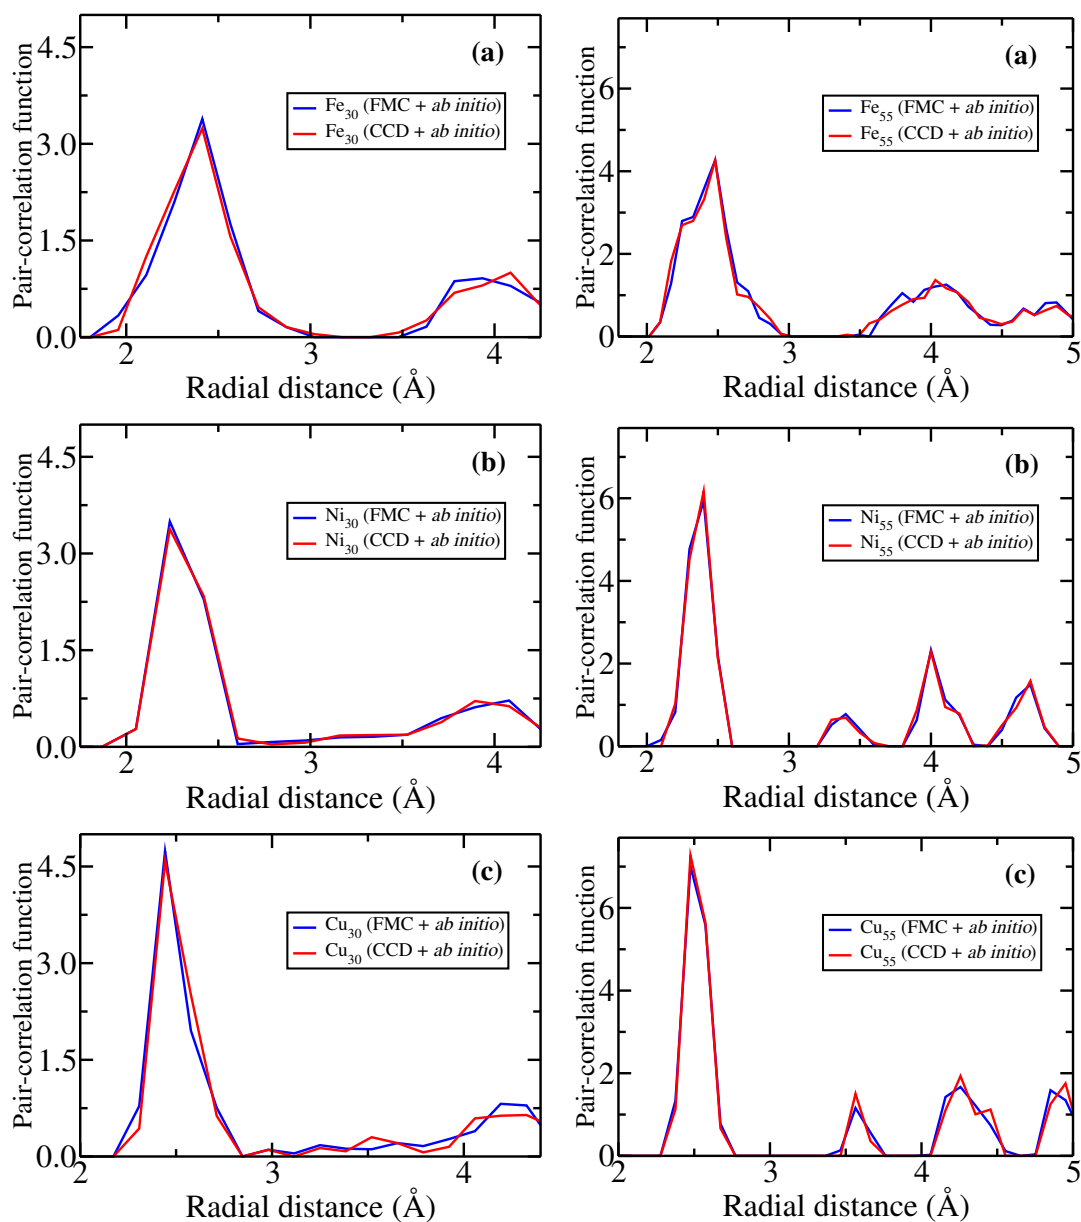 Pair-correlation function
4.5
3.0
1.5
0.0
(a)
Fe30 (FMC + ab initio)
Fe30 (CCD + ab initio)
2 3 4
Radial distance (Å)
Pair-correlation function
6
4
2
0
(a)
Fe55 (FMC + ab initio)
Fe55 (CCD + ab initio)
2 3 4 5
Radial distance (Å)
Pair-correlation function
4.5
3.0
1.5
0.0
(b)
Ni30 (FMC + ab initio)
Ni30 (CCD + ab initio)
2 3 4
Radial distance (Å)
Pair-correlation function
6
4
2
0
(b)
Ni55 (FMC + ab initio)
Ni55 (CCD + ab initio)
2 3 4 5
Radial distance (Å)
Pair-correlation function
4.5
3.0
1.5
0.0
(c)
Cu30 (FMC + ab initio)
Cu30 (CCD + ab initio)
2 3 4
Radial distance (Å)
Pair-correlation function
6
4
2
0
(c)
Cu55 (FMC + ab initio)
Cu55 (CCD + ab initio)
2 3 4 5
Radial distance (Å)